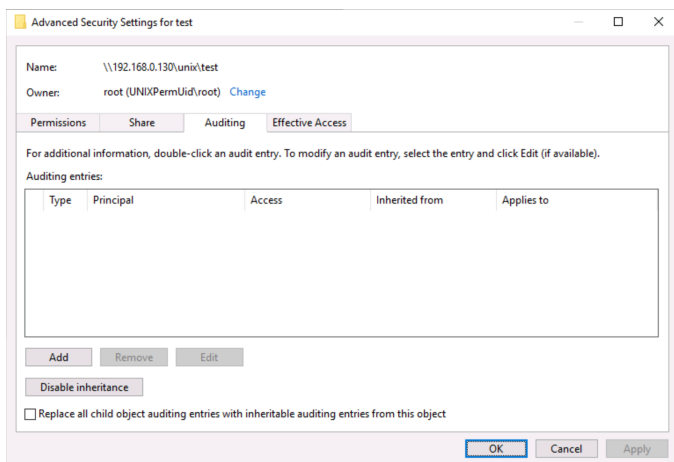 Advanced Security Settings for test
Name: \\192.168.0.130\unix\test
Owner: root (UNIXPermUid\root) Change
Permissions Share Auditing Effective Access
For additional information, double-click an audit entry. To modify an audit entry, select the entry and click Edit (if available).
Auditing entries:
Type Principal Access Inherited from Applies to
Add Remove Edit
Disable inheritance
Replace all child object auditing entries with inheritable auditing entries from this object
OK Cancel Apply